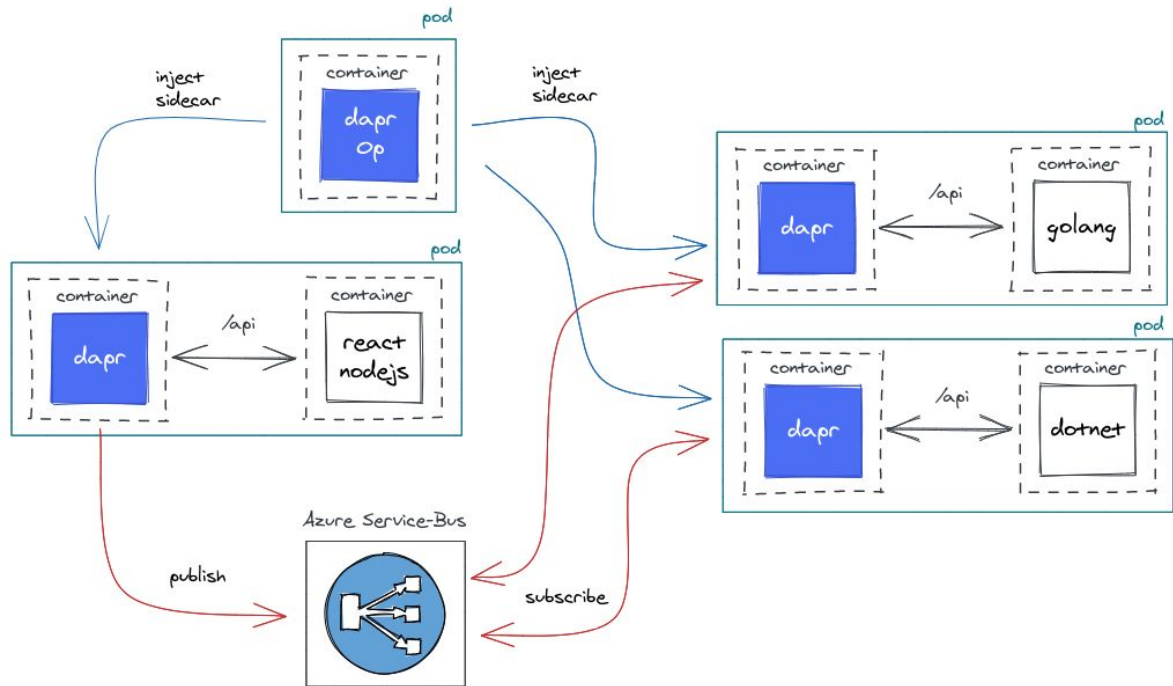 pod
container
dapr
Op
inject
sidecar
inject
sidecar
pod
container
dapr
/api
container
react
nodejs
pod
container
dapr
/api
container
golang
pod
container
dapr
/api
container
dotnet
Azure Service-Bus
publish
subscribe